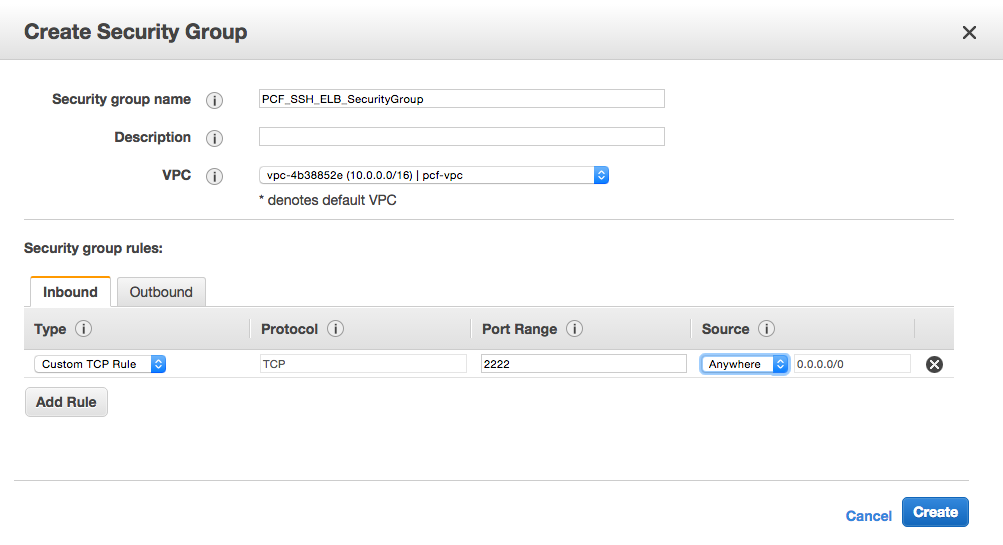 Create Security Group
Security group name i PCF_SSH_ELB_SecurityGroup
Description i
VPC i vpc-4b38852e (10.0.0.0/16) | pcf-vpc
* denotes default VPC
Security group rules:
Inbound Outbound
Type i Protocol i Port Range i Source i
Custom TCP Rule TCP 2222 Anywhere 0.0.0.0/0
Add Rule
Cancel Create